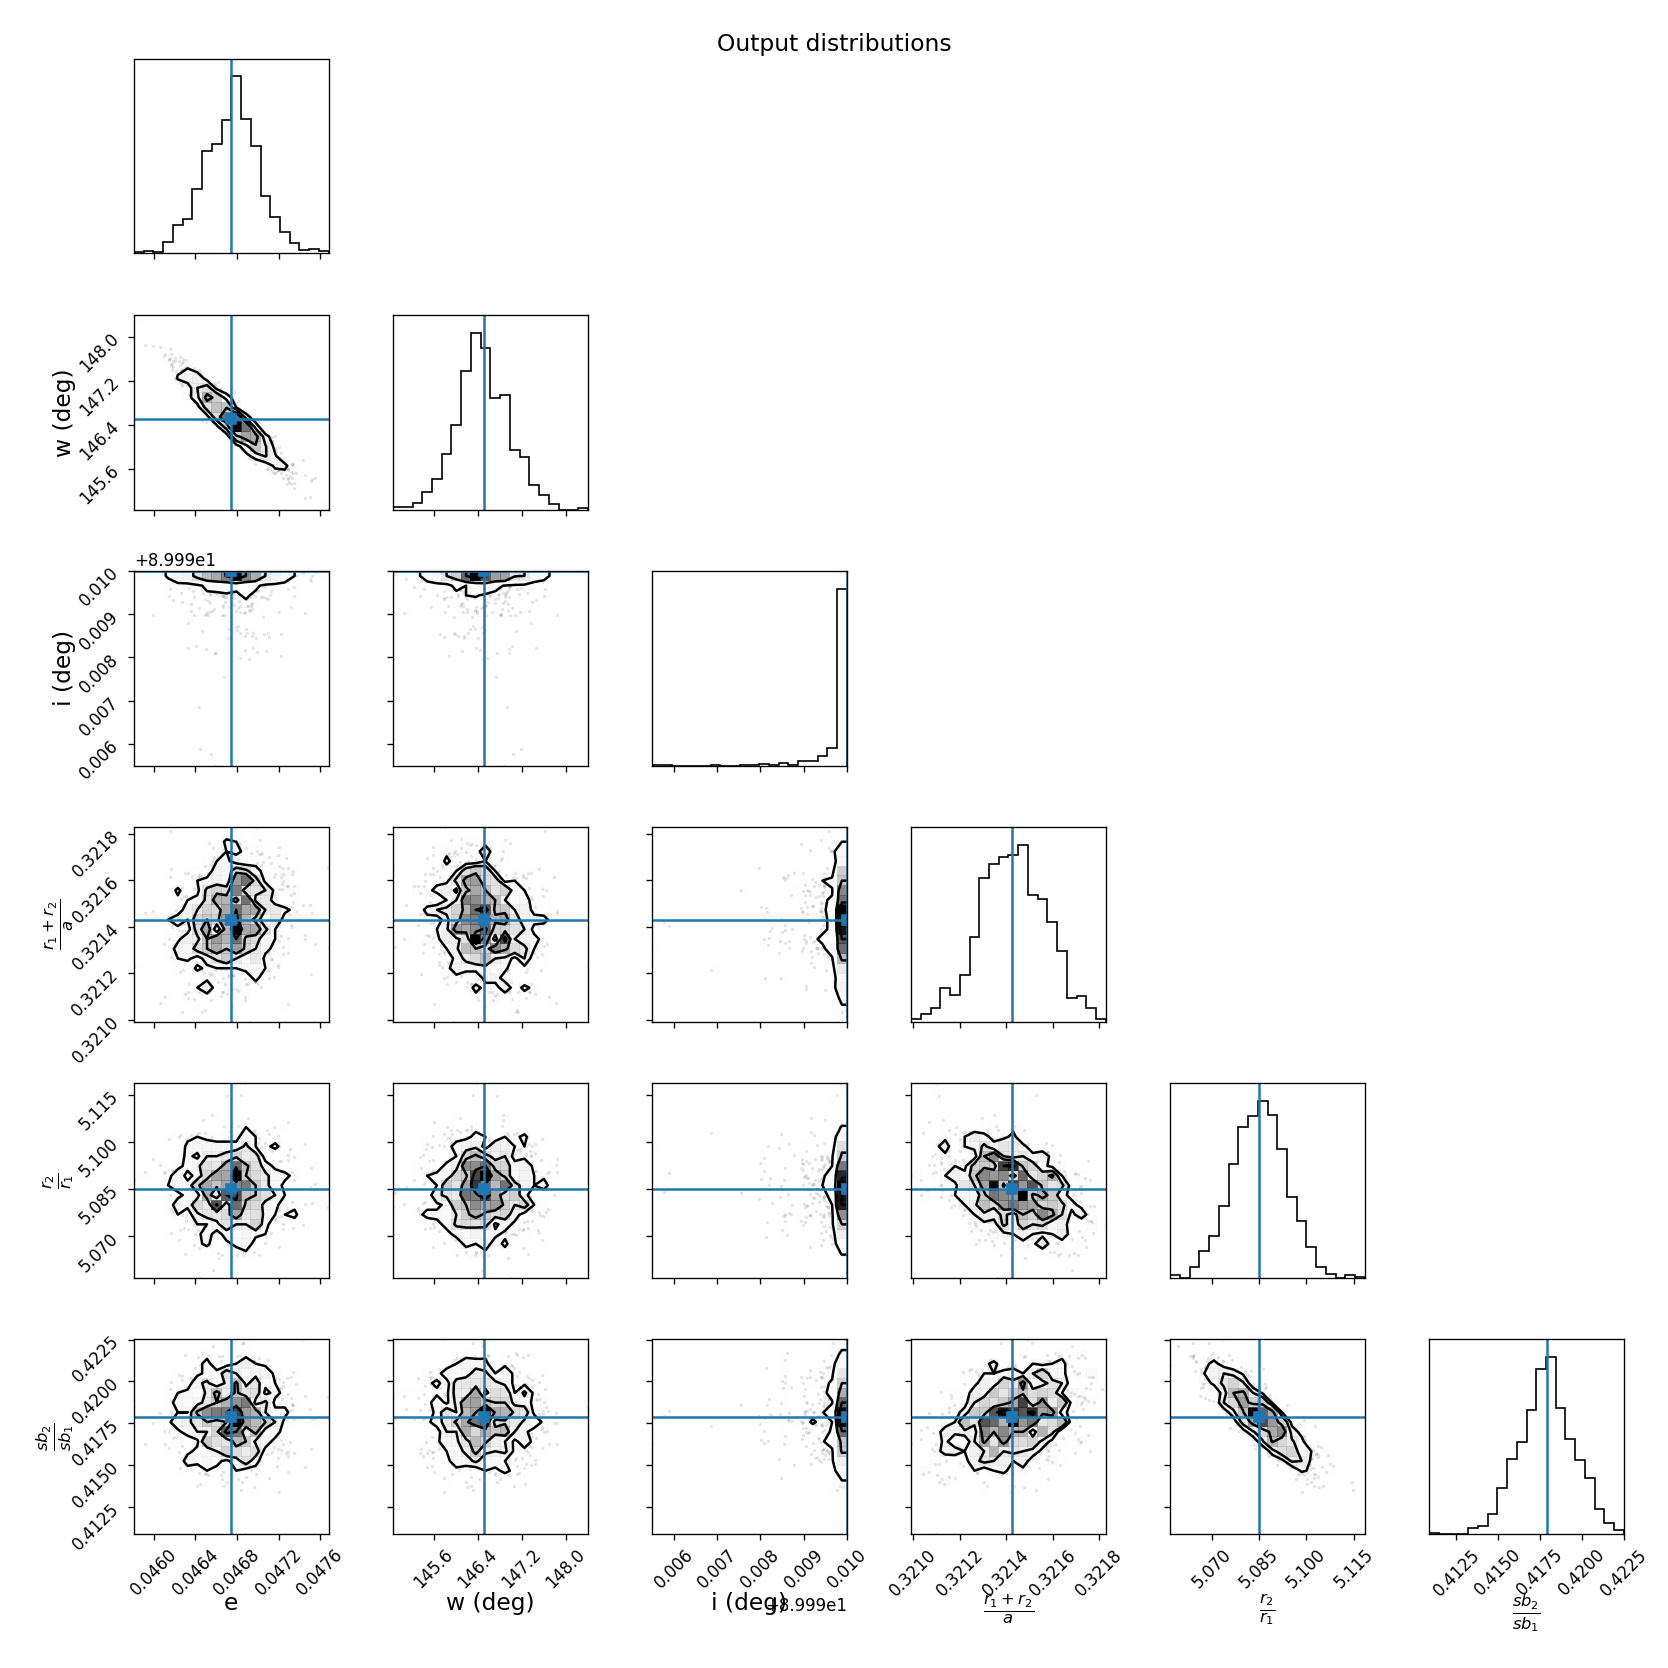 Output distributions
w (deg)
148.0
147.2
146.4
145.6
+8.999e1
i (deg)
0.010
0.009
0.008
0.007
0.006
r₁ + r₂
a
0.3218
0.3216
0.3214
0.3212
0.3210
r₂
r₁
5.115
5.100
5.085
5.070
sb₂
sb₁
0.4225
0.4200
0.4175
0.4150
0.4125
0.0460 0.0464 0.0468 0.0472 0.0476
e
145.6 146.4 147.2 148.0
w (deg)
0.006 0.007 0.008 0.009 0.010
i (deg)
+8.999e1
0.3210 0.3212 0.3214 0.3216 0.3218
r₁ + r₂
a
5.070 5.085 5.100 5.115
r₂
r₁
0.4125 0.4150 0.4175 0.4200 0.4225
sb₂
sb₁